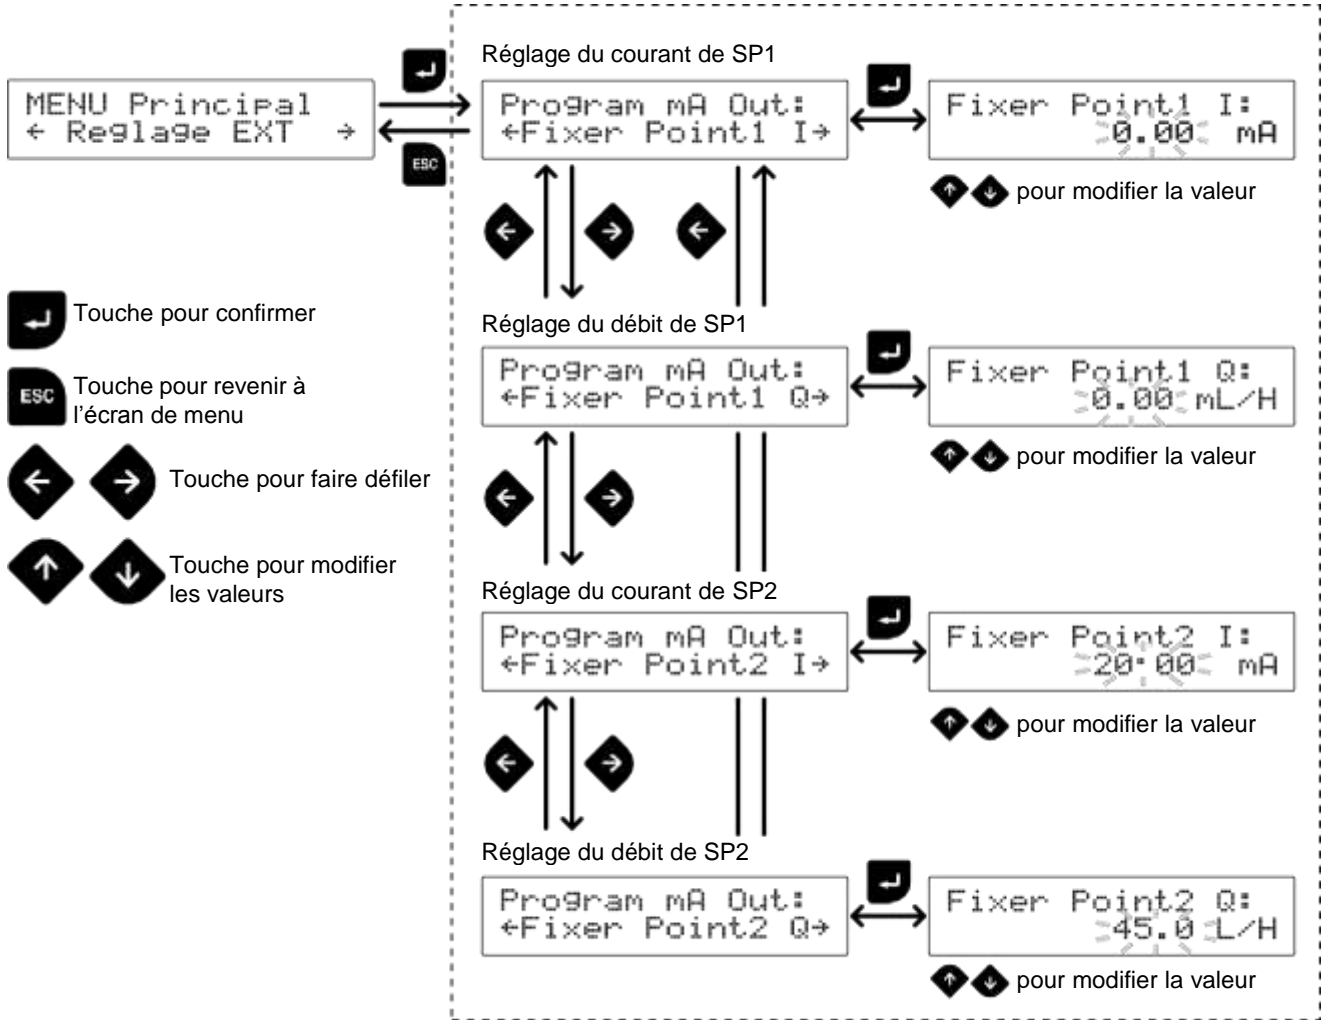 Réglage du courant de SP1
MENU Principal
← Reglage EXT →
ESC
Program mA Out:
←Fixer Point1 I→
Fixer Point1 I:
0.00 mA
pour modifier la valeur
Touche pour confirmer
ESC
Touche pour revenir à
l'écran de menu
Touche pour faire défiler
Touche pour modifier
les valeurs
Réglage du débit de SP1
Program mA Out:
←Fixer Point1 Q→
Fixer Point1 Q:
0.00 mL/H
pour modifier la valeur
Réglage du courant de SP2
Program mA Out:
←Fixer Point2 I→
Fixer Point2 I:
20.00 mA
pour modifier la valeur
Réglage du débit de SP2
Program mA Out:
←Fixer Point2 Q→
Fixer Point2 Q:
45.0 L/H
pour modifier la valeur